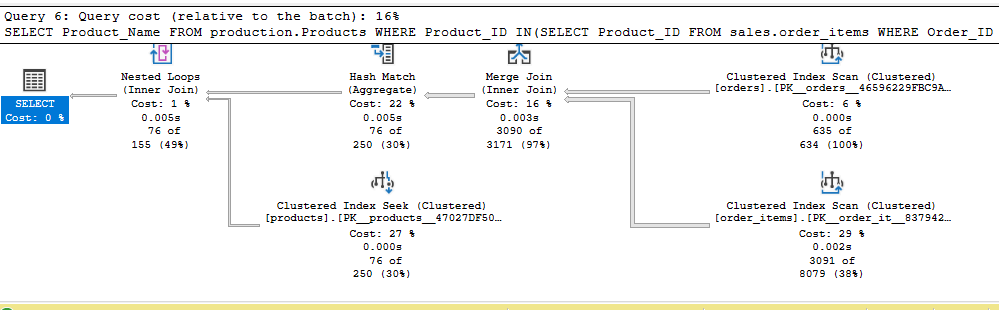 Query 6: Query cost (relative to the batch): 16%
SELECT Product_Name FROM production.Products WHERE Product_ID IN(SELECT Product_ID FROM sales.order_items WHERE Order_ID
SELECT
Cost: 0 %
Nested Loops
(Inner Join)
Cost: 1 %
0.005s
76 of
155 (49%)
Hash Match
(Aggregate)
Cost: 22 %
0.005s
76 of
250 (30%)
Merge Join
(Inner Join)
Cost: 16 %
0.003s
3090 of
3171 (97%)
Clustered Index Scan (Clustered)
[orders].[PK__orders__46596229FBC9A…
Cost: 6 %
0.000s
635 of
634 (100%)
Clustered Index Seek (Clustered)
[products].[PK__products__47027DF50…
Cost: 27 %
0.000s
76 of
250 (30%)
Clustered Index Scan (Clustered)
[order_items].[PK__order_it__837942…
Cost: 29 %
0.002s
3091 of
8079 (38%)